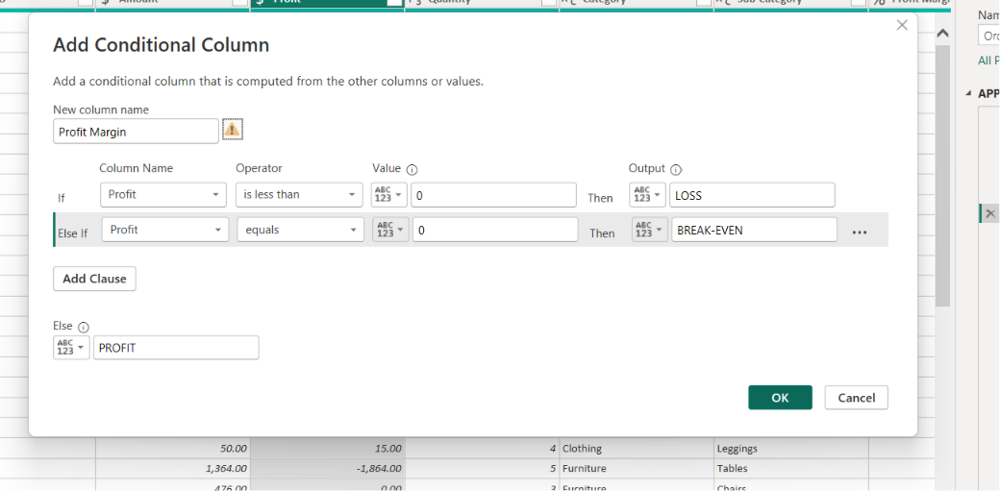 $ Amount $ Profit Quantity Category Sub-Category % Profit Margi
Nam
Add Conditional Column
Ord
Add a conditional column that is computed from the other columns or values.
All P
New column name
APP
Profit Margin
Column Name Operator Value Output
If Profit is less than ABC 123 0 Then ABC 123 LOSS
Else If Profit equals ABC 123 0 Then ABC 123 BREAK-EVEN ...
Add Clause
Else
ABC 123 PROFIT
OK Cancel
50.00 15.00 4 Clothing Leggings
1,364.00 -1,864.00 5 Furniture Tables
476.00 0.00 3 Furniture Chairs